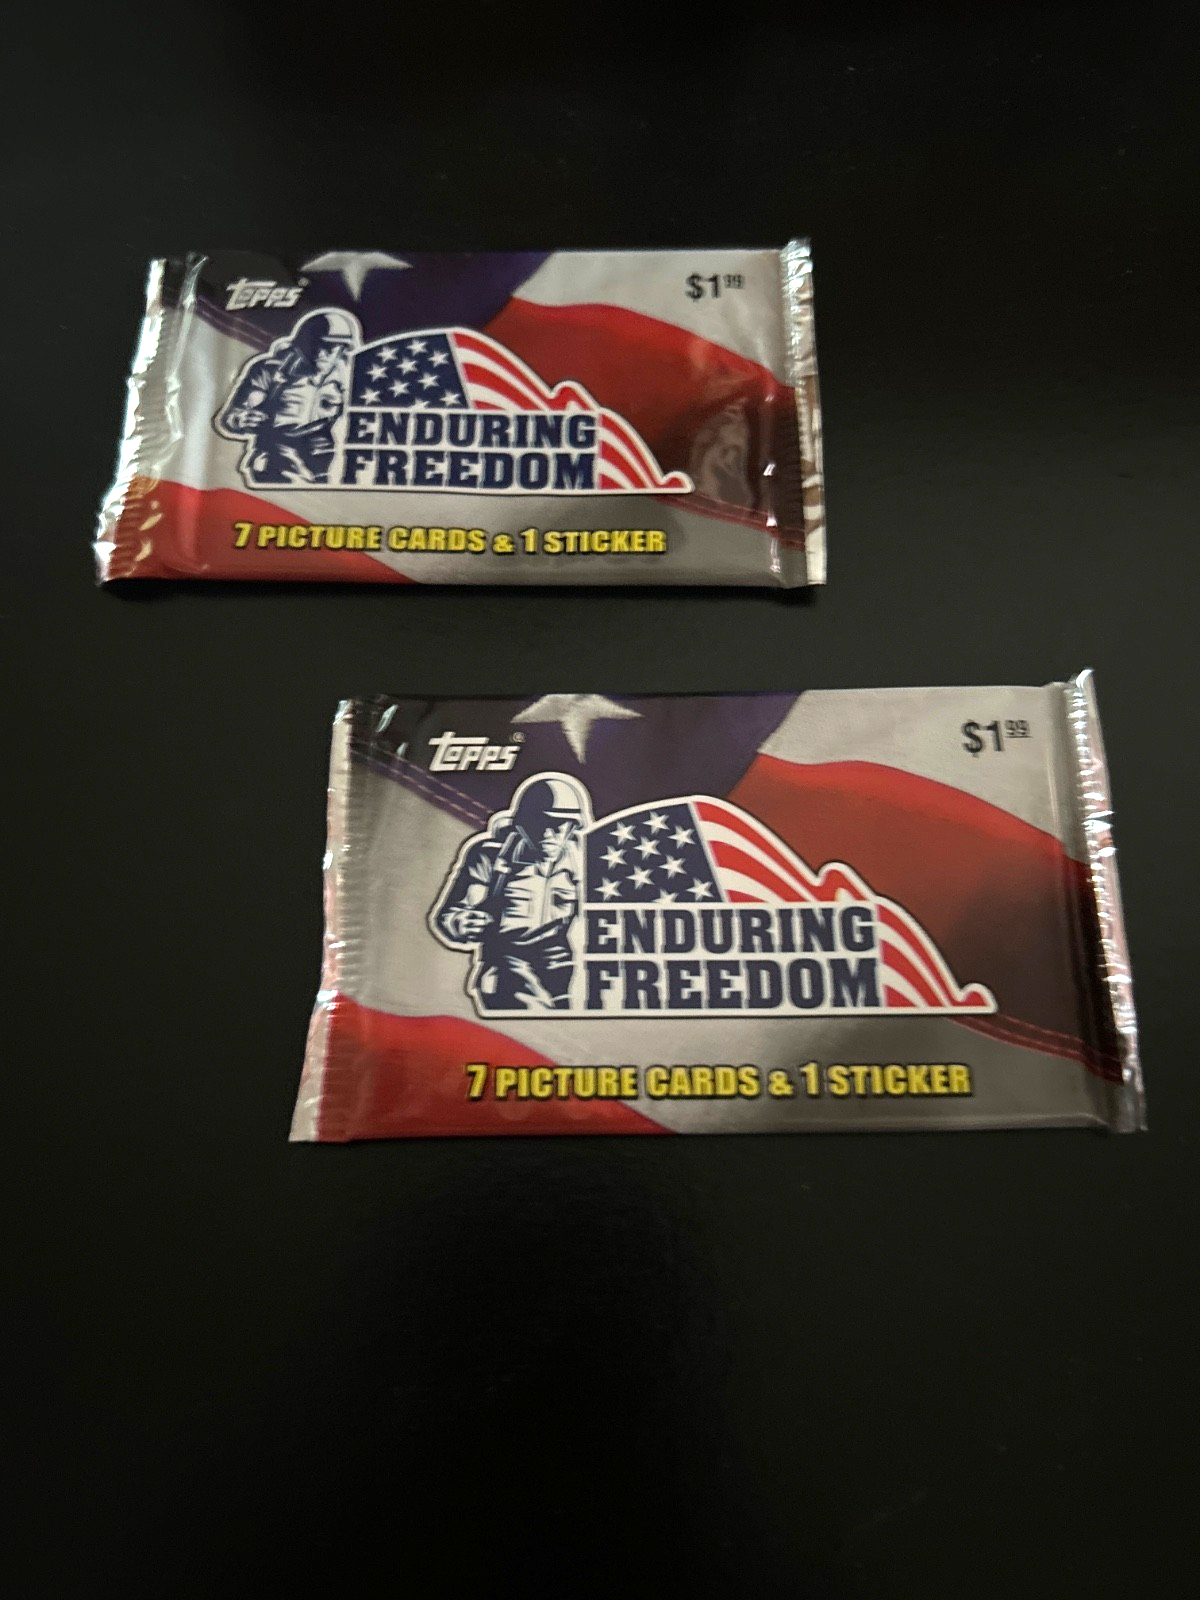 Topps®
$1.99
ENDURING
FREEDOM
7 PICTURE CARDS & 1 STICKER
Topps®
$1.99
ENDURING
FREEDOM
7 PICTURE CARDS & 1 STICKER